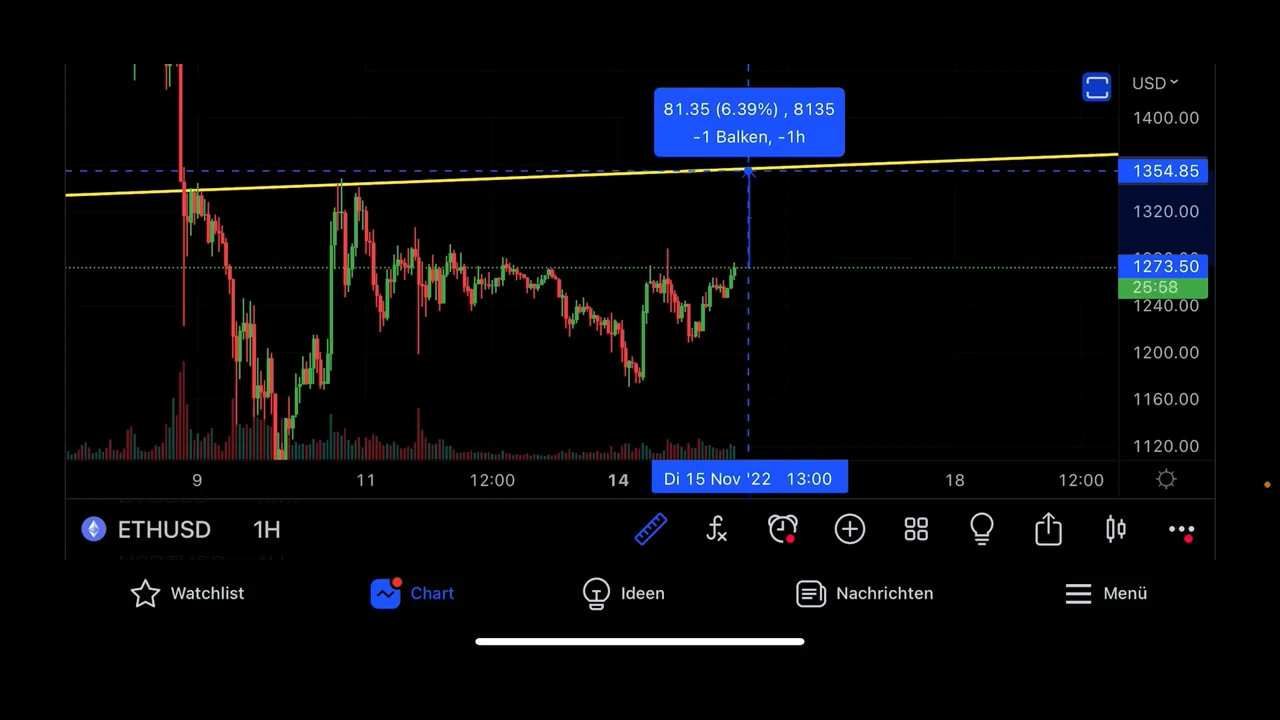 USD
81.35 (6.39%) , 8135
-1 Balken, -1h
1400.00
1354.85
1320.00
1273.50
25:58
1240.00
1200.00
1160.00
1120.00
9 11 12:00 14 Di 15 Nov '22 13:00 18 12:00
ETHUSD 1H
Watchlist Chart Ideen Nachrichten Menü